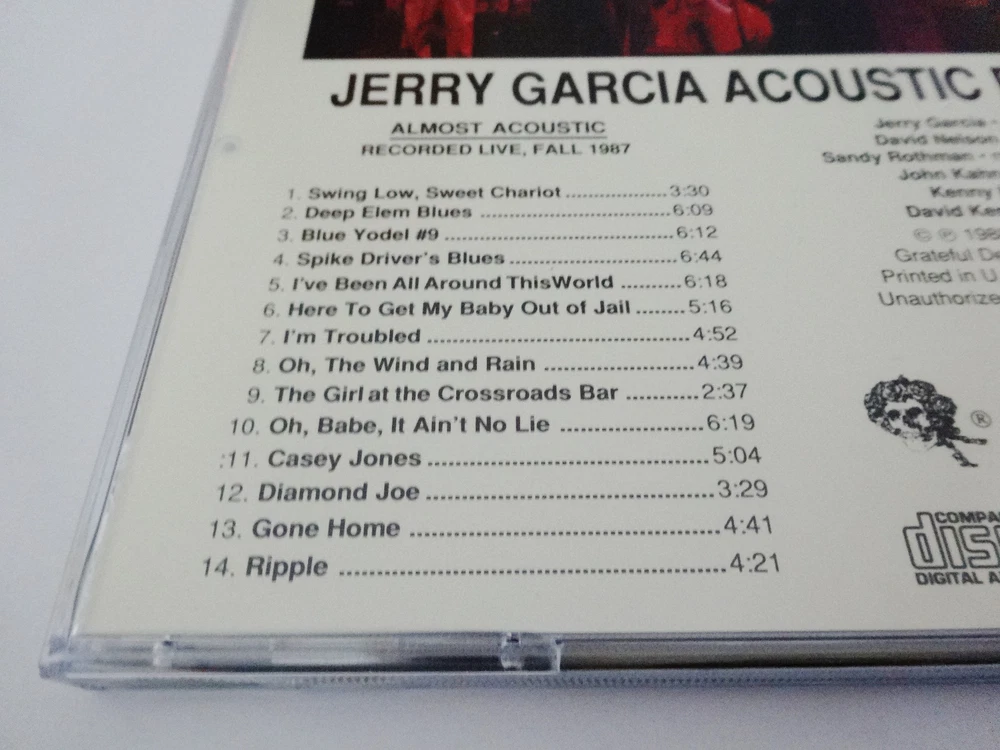 JERRY GARCIA ACOUSTIC
ALMOST ACOUSTIC
RECORDED LIVE, FALL 1987
1. Swing Low, Sweet Chariot ...................3:30
2. Deep Elem Blues ..................................6:09
3. Blue Yodel #9 .........................................6:12
4. Spike Driver's Blues ..............................6:44
5. I've Been All Around ThisWorld ..........6:18
6. Here To Get My Baby Out of Jail ........5:16
7. I'm Troubled ............................................4:52
8. Oh, The Wind and Rain .........................4:39
9. The Girl at the Crossroads Bar ............2:37
10. Oh, Babe, It Ain't No Lie .......................6:19
:11. Casey Jones ............................................5:04
12. Diamond Joe ............................................3:29
13. Gone Home ...............................................4:41
14. Ripple .........................................................4:21
Jerry Garcia -
David Nelson
Sandy Rothman -
John
Kenny
David
© ℗
Grateful
Printed in U.
®
DIGITAL